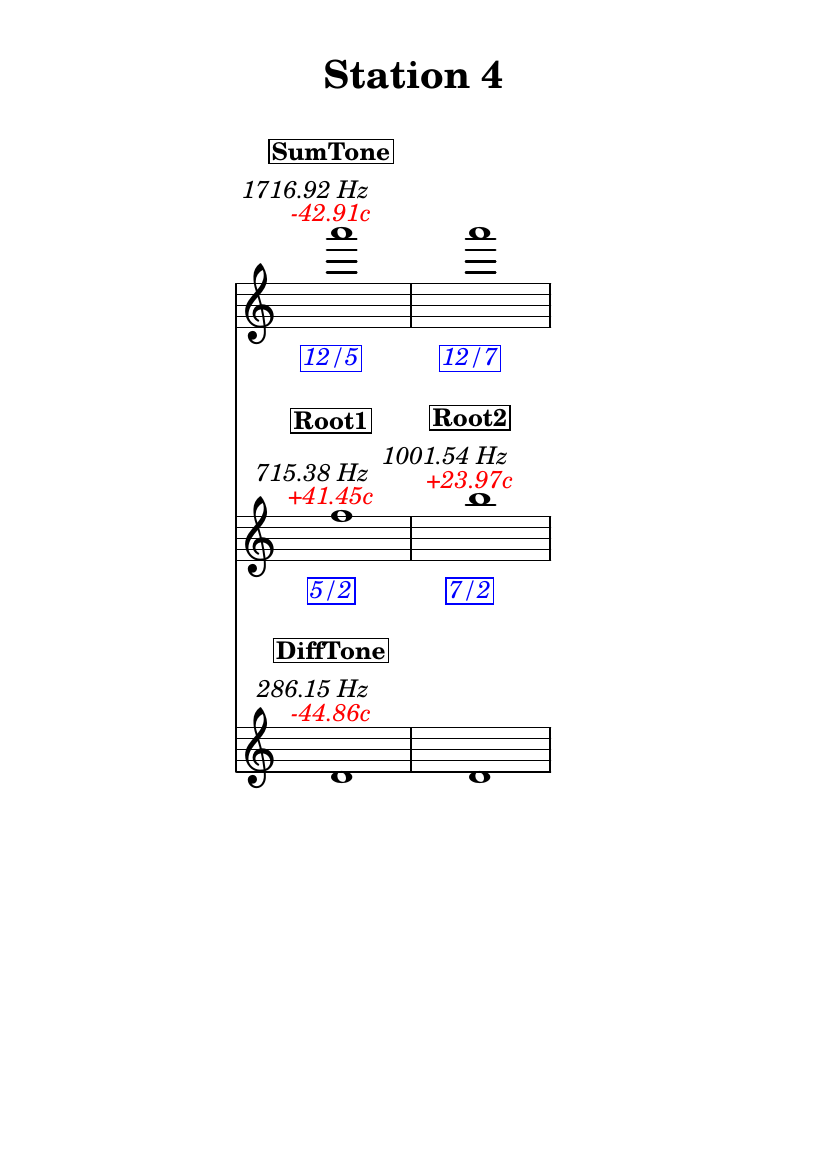 Station 4
SumTone
1716.92 Hz
-42.91c
12/5 12/7
Root1 Root2
715.38 Hz 1001.54 Hz
+41.45c +23.97c
5/2 7/2
DiffTone
286.15 Hz
-44.86c